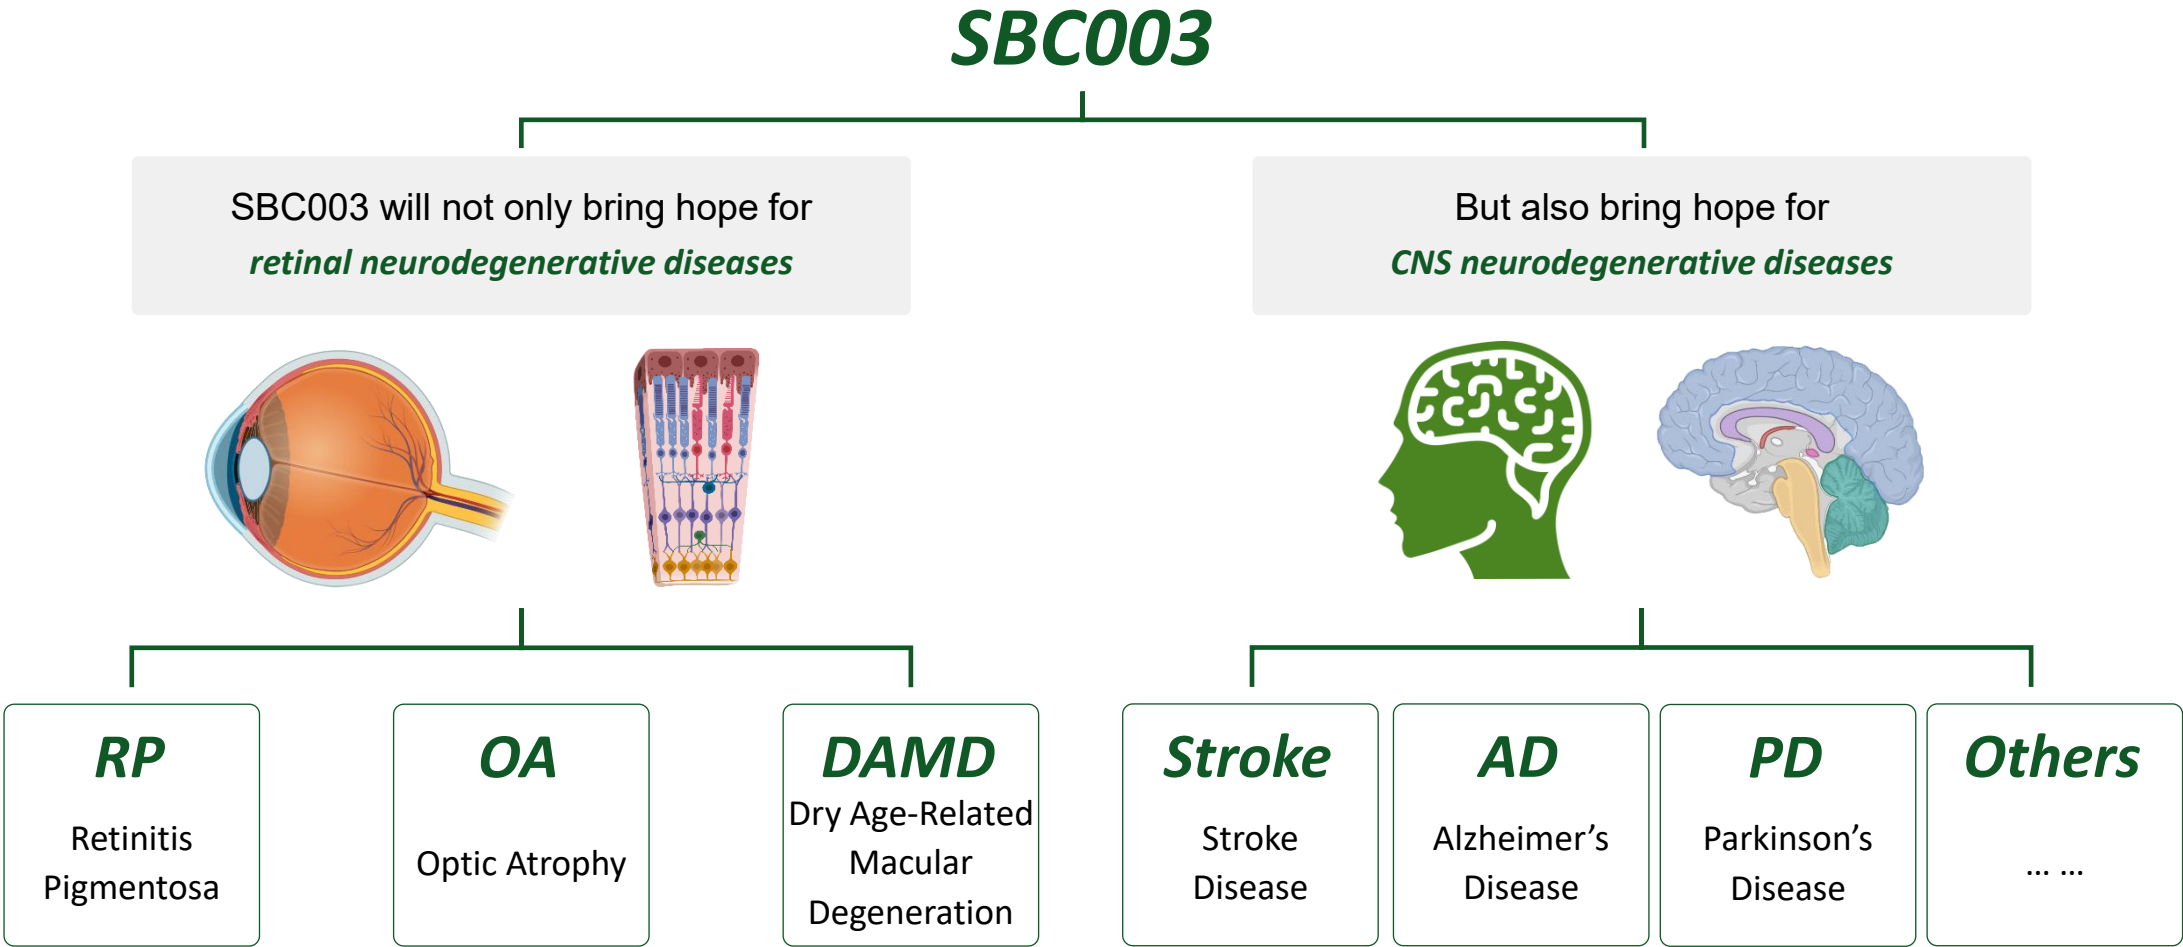 SBC003
SBC003 will not only bring hope for
retinal neurodegenerative diseases
But also bring hope for
CNS neurodegenerative diseases
RP
Retinitis
Pigmentosa
OA
Optic Atrophy
DAMD
Dry Age-Related
Macular
Degeneration
Stroke
Stroke
Disease
AD
Alzheimer’s
Disease
PD
Parkinson’s
Disease
Others
... ...